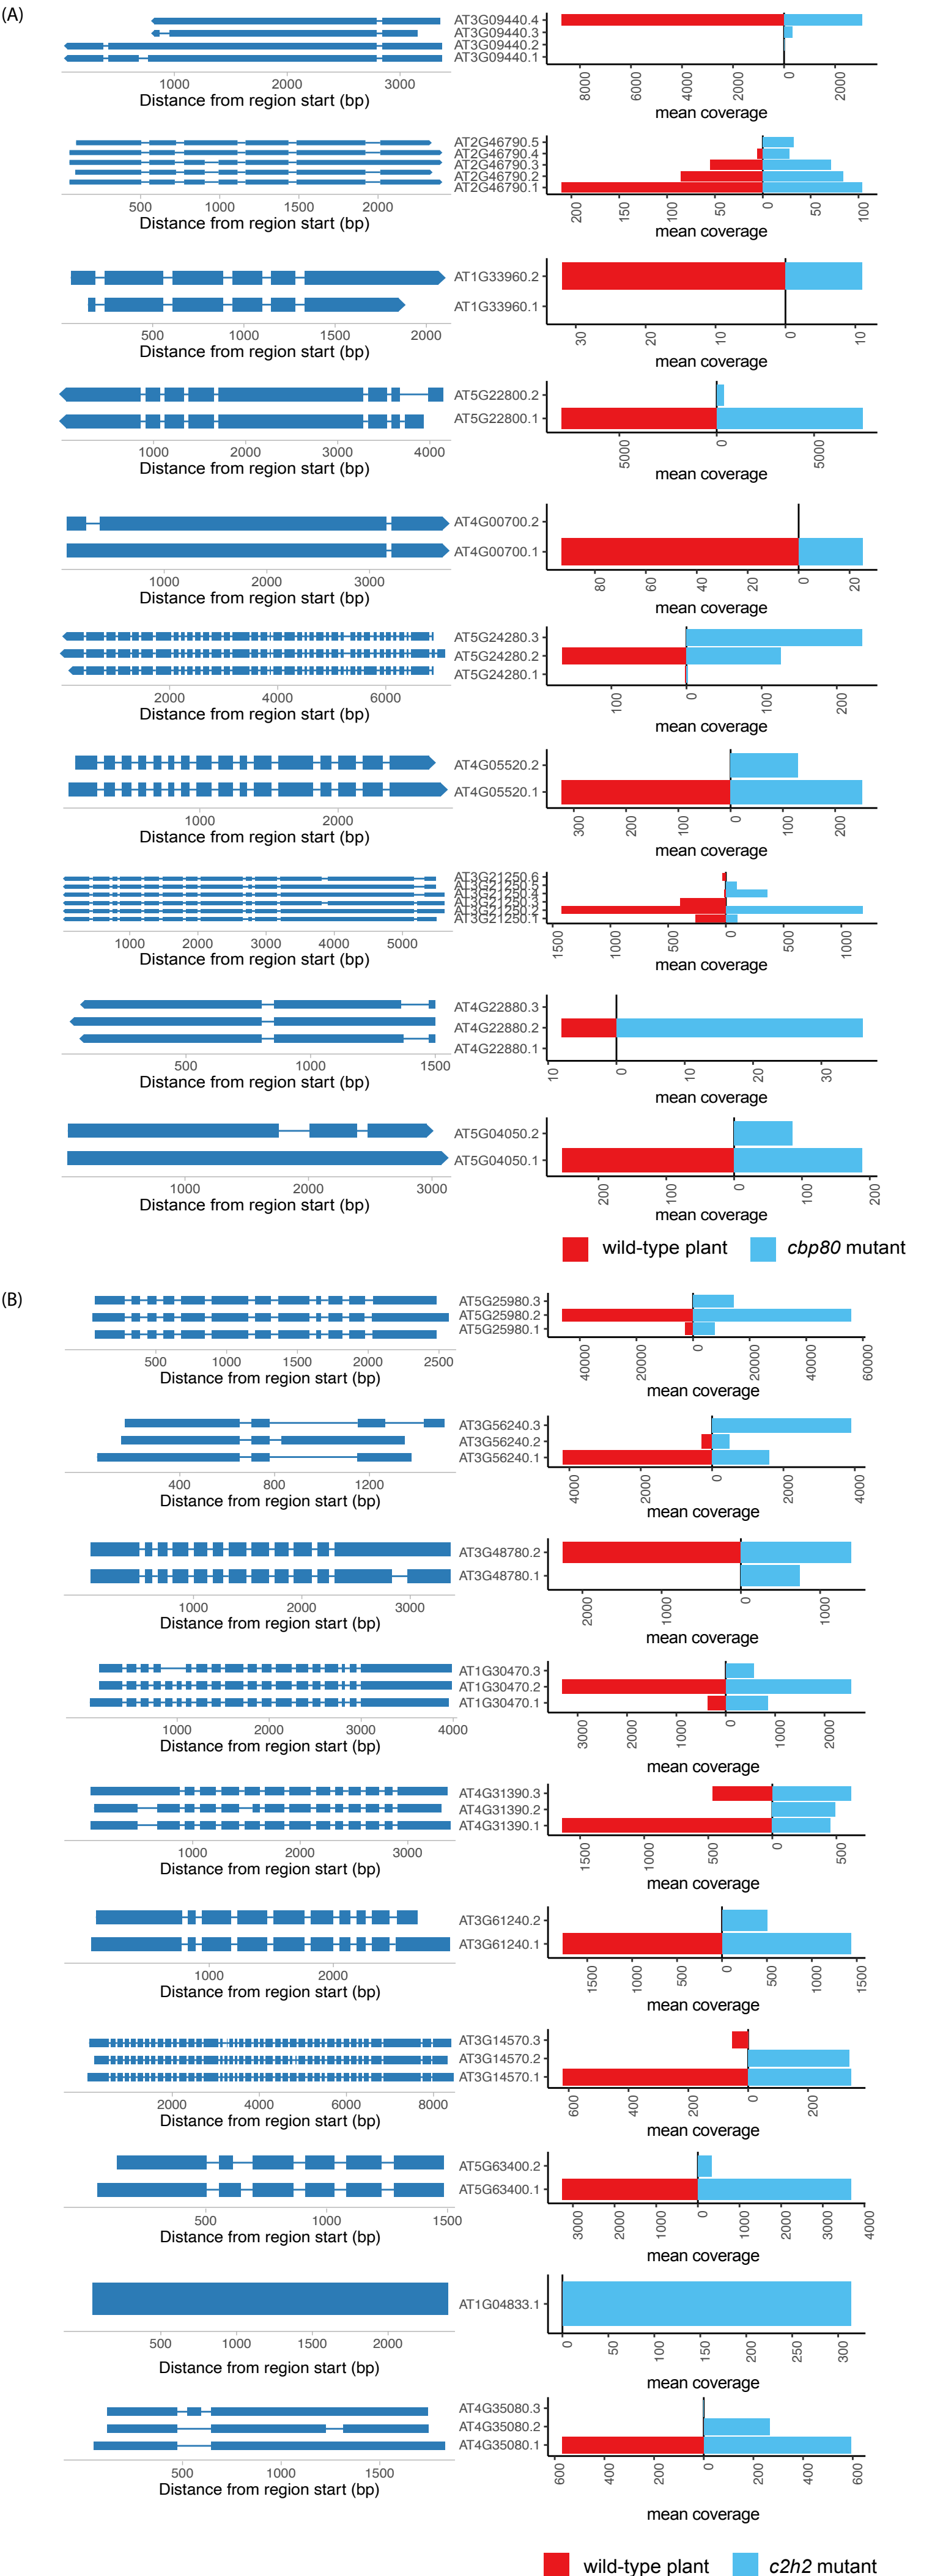 (A)
AT3G09440.4
AT3G09440.3
AT3G09440.2
AT3G09440.1
1000 2000 3000
8000 6000 4000 2000 0 2000
Distance from region start (bp)
mean coverage
AT2G46790.5
AT2G46790.4
AT2G46790.3
AT2G46790.2
AT2G46790.1
500 1000 1500 2000
200 150 100 50 0 50 100
Distance from region start (bp)
mean coverage
AT1G33960.2
AT1G33960.1
500 1000 1500 2000
30 20 10 0 10
Distance from region start (bp)
mean coverage
AT5G22800.2
AT5G22800.1
1000 2000 3000 4000
5000 0 5000
Distance from region start (bp)
mean coverage
AT4G00700.2
AT4G00700.1
1000 2000 3000
80 60 40 20 0 20
Distance from region start (bp)
mean coverage
AT5G24280.3
AT5G24280.2
AT5G24280.1
2000 4000 6000
100 0 100 200
Distance from region start (bp)
mean coverage
AT4G05520.2
AT4G05520.1
1000 2000
300 200 100 0 100 200
Distance from region start (bp)
mean coverage
AT3G21250.6
AT3G21250.5
AT3G21250.4
AT3G21250.3
AT3G21250.2
AT3G21250.1
1000 2000 3000 4000 5000
1500 1000 500 0 500 1000
Distance from region start (bp)
mean coverage
AT4G22880.3
AT4G22880.2
AT4G22880.1
500 1000 1500
10 0 10 20 30
Distance from region start (bp)
mean coverage
AT5G04050.2
AT5G04050.1
1000 2000 3000
200 100 0 100 200
Distance from region start (bp)
mean coverage
wild-type plant cbp80 mutant
(B)
AT5G25980.3
AT5G25980.2
AT5G25980.1
500 1000 1500 2000 2500
40000 20000 0 20000 40000 60000
Distance from region start (bp)
mean coverage
AT3G56240.3
AT3G56240.2
AT3G56240.1
400 800 1200
4000 2000 0 2000 4000
Distance from region start (bp)
mean coverage
AT3G48780.2
AT3G48780.1
1000 2000 3000
2000 1000 0 1000
Distance from region start (bp)
mean coverage
AT1G30470.3
AT1G30470.2
AT1G30470.1
1000 2000 3000 4000
3000 2000 1000 0 1000 2000
Distance from region start (bp)
mean coverage
AT4G31390.3
AT4G31390.2
AT4G31390.1
1000 2000 3000
1500 1000 500 0 500
Distance from region start (bp)
mean coverage
AT3G61240.2
AT3G61240.1
1000 2000
1500 1000 500 0 500 1000 1500
Distance from region start (bp)
mean coverage
AT3G14570.3
AT3G14570.2
AT3G14570.1
2000 4000 6000 8000
600 400 200 0 200
Distance from region start (bp)
mean coverage
AT5G63400.2
AT5G63400.1
500 1000 1500
3000 2000 1000 0 1000 2000 3000 4000
Distance from region start (bp)
mean coverage
AT1G04833.1
500 1000 1500 2000
0 50 100 150 200 250 300
Distance from region start (bp)
mean coverage
AT4G35080.3
AT4G35080.2
AT4G35080.1
500 1000 1500
600 400 200 0 200 400 600
Distance from region start (bp)
mean coverage
wild-type plant c2h2 mutant